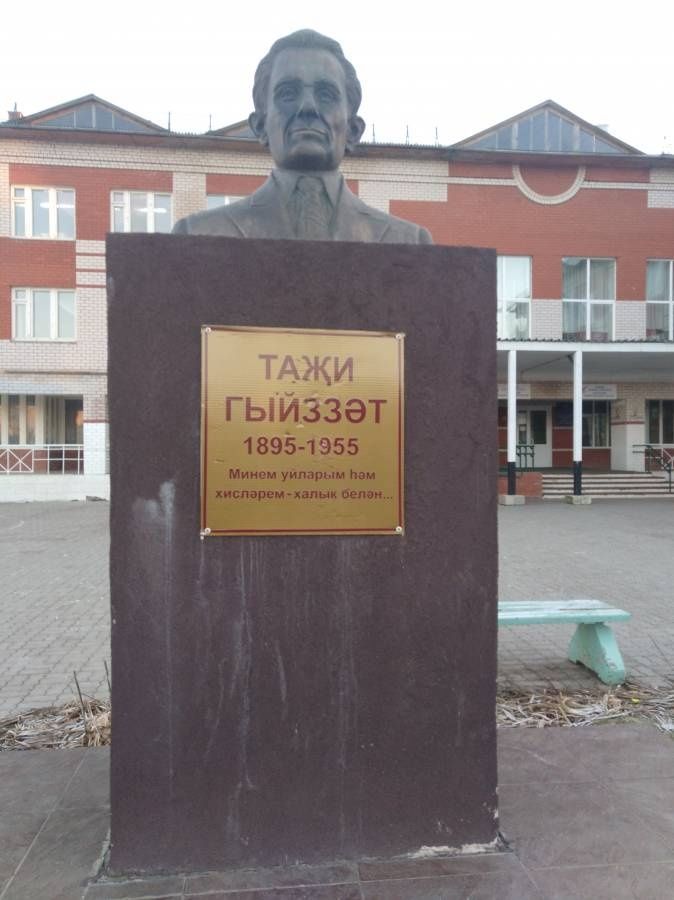 ТАҖИ
ГЫЙЗЗӘТ
1895-1955
Минем уйларым һәм
хисләрем - халык белән...